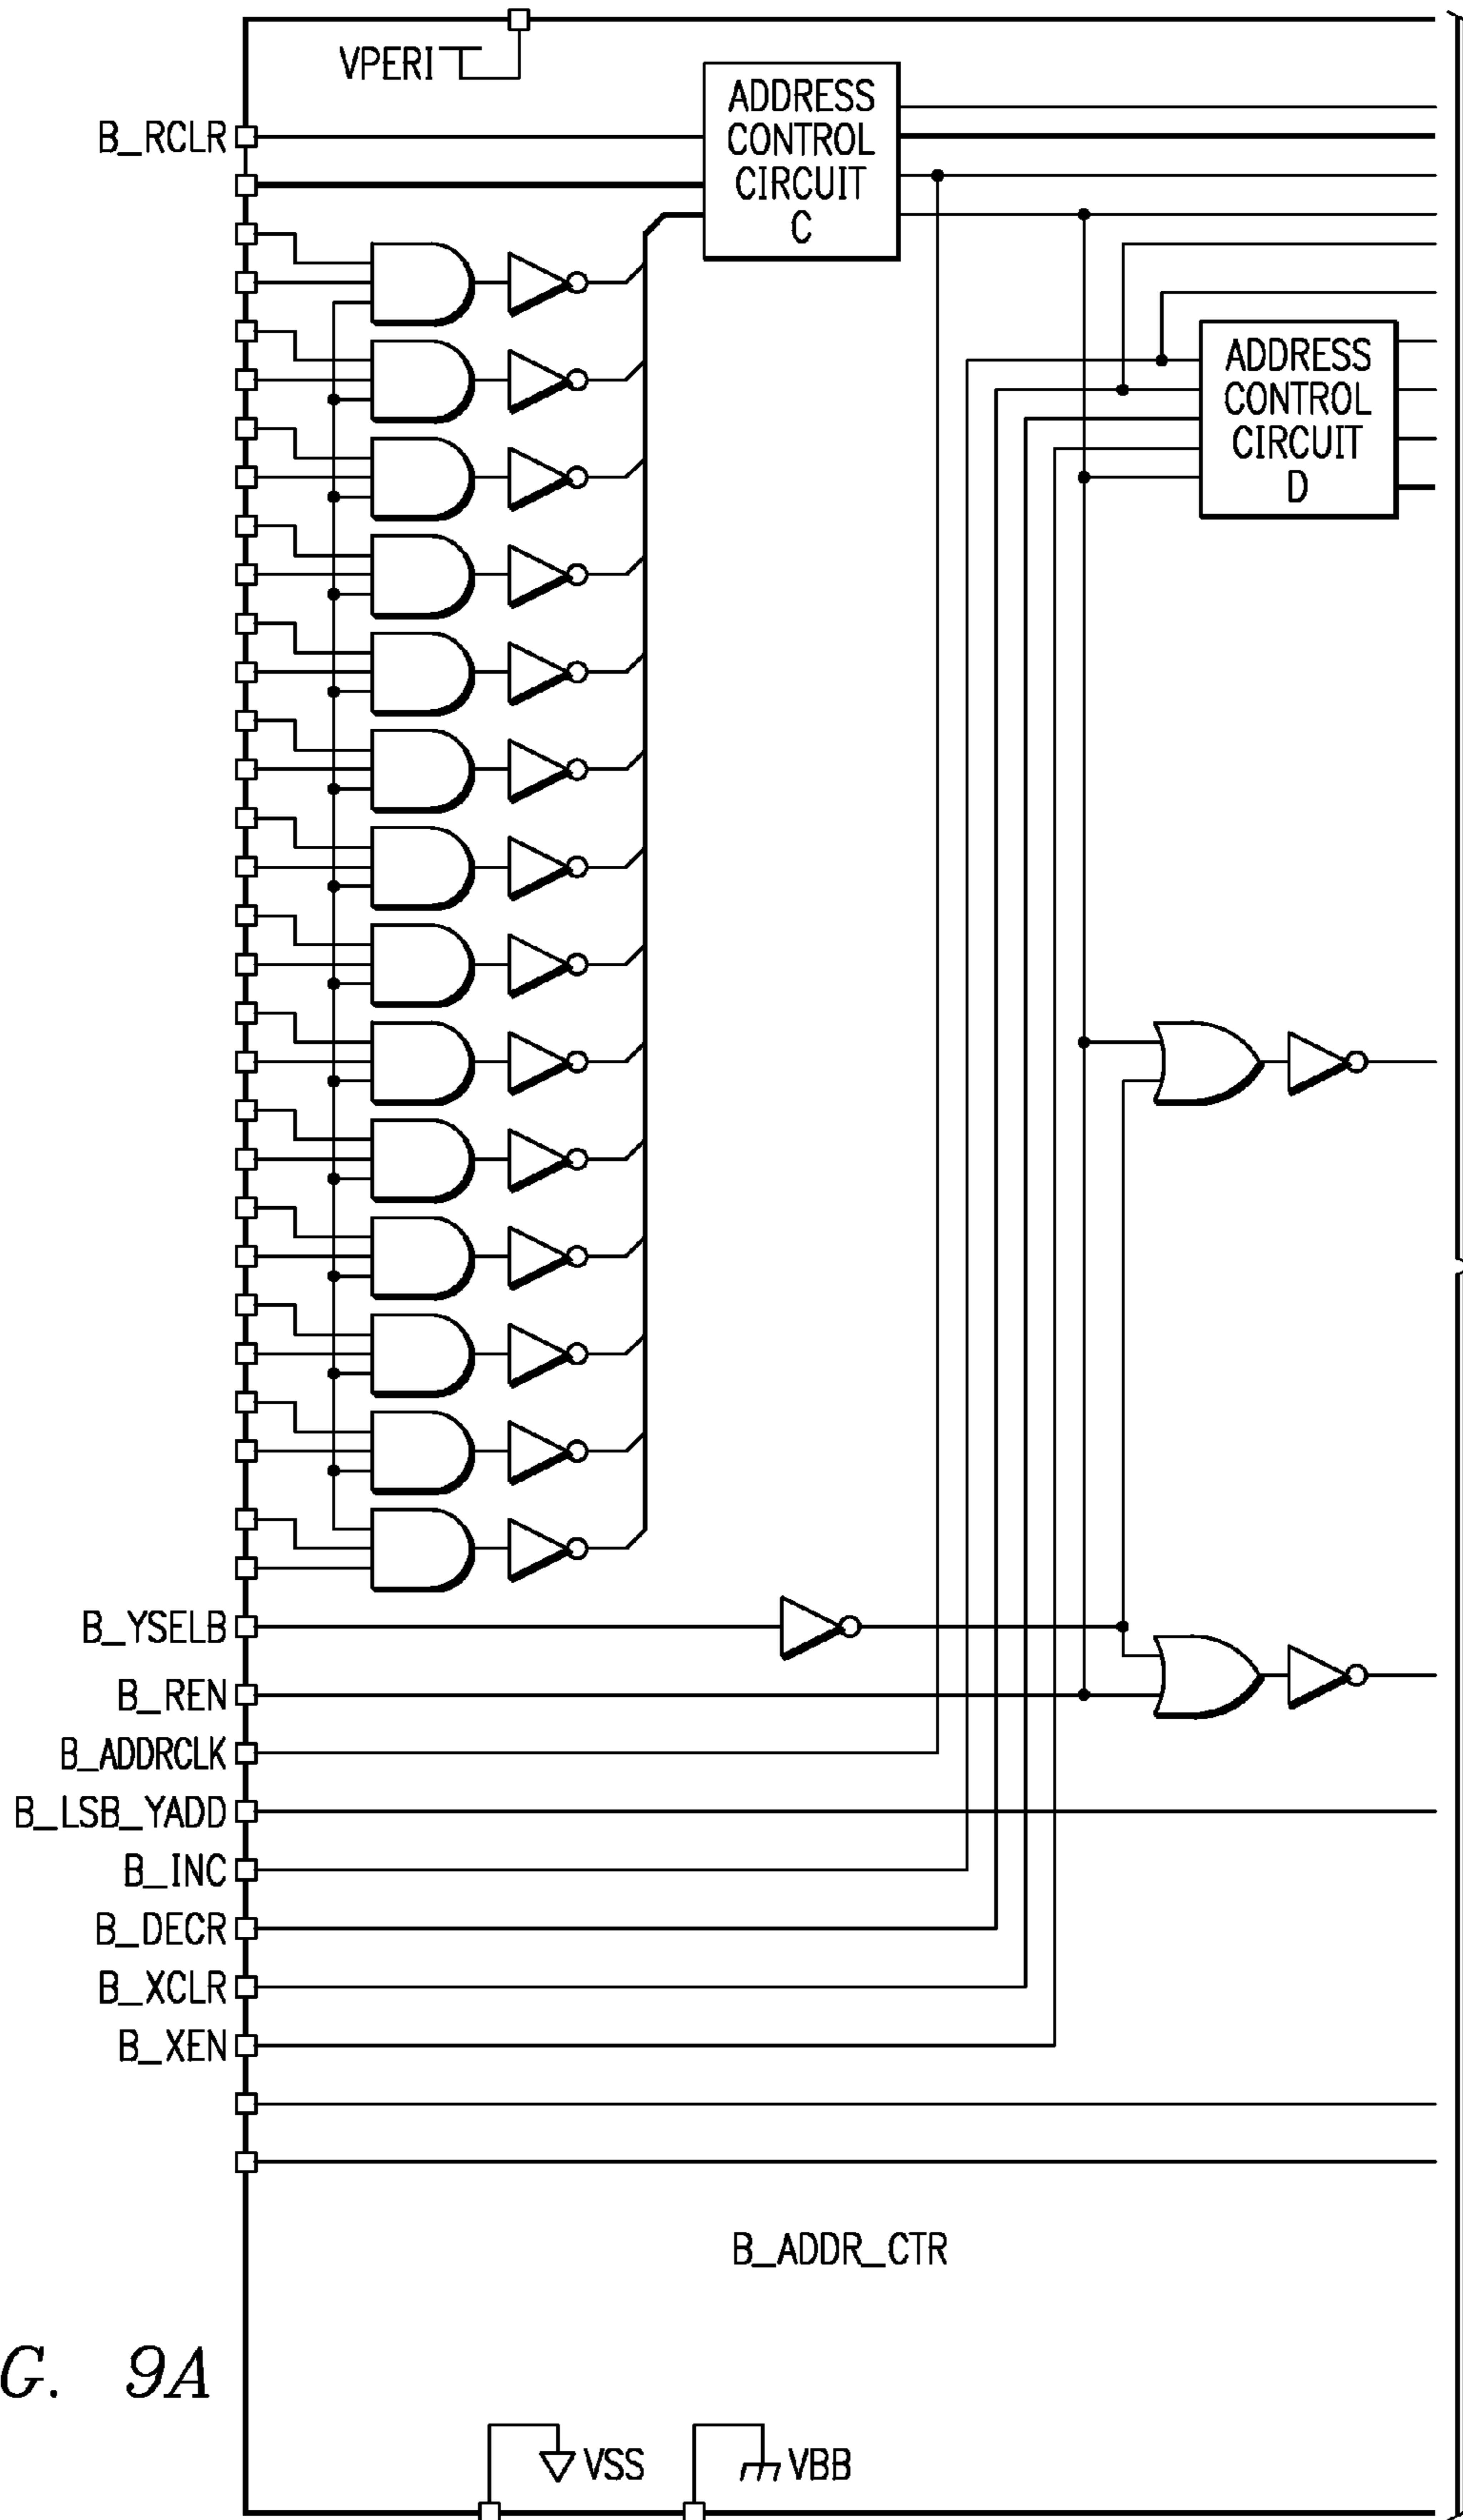 VPERI
ADDRESS
CONTROL
CIRCUIT
C
B_RCLR
ADDRESS
CONTROL
CIRCUIT
D
B_YSELB
B_REN
B_ADDRCLK
B_LSB_YADD
B_INC
B_DECR
B_XCLR
B_XEN
B_ADDR_CTR
G. 9A
VSS
VBB